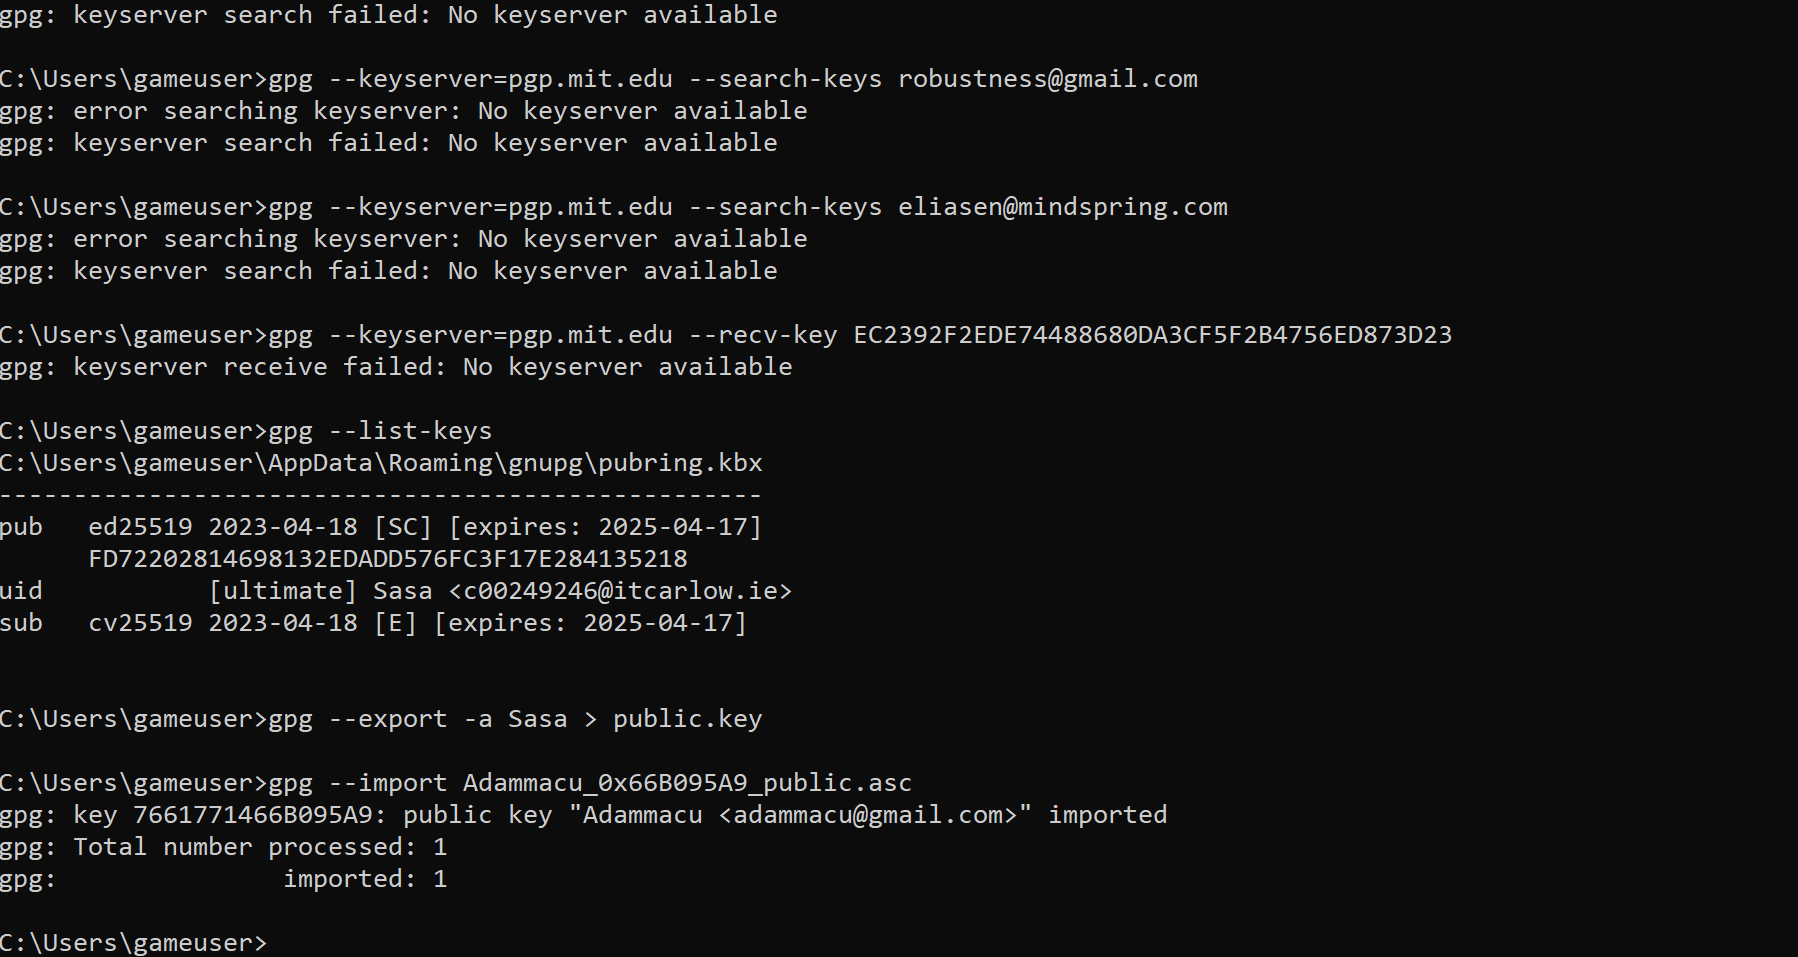 gpg: keyserver search failed: No keyserver available
C:\Users\gameuser>gpg --keyserver=pgp.mit.edu --search-keys robustness@gmail.com
gpg: error searching keyserver: No keyserver available
gpg: keyserver search failed: No keyserver available
C:\Users\gameuser>gpg --keyserver=pgp.mit.edu --search-keys eliasen@mindspring.com
gpg: error searching keyserver: No keyserver available
gpg: keyserver search failed: No keyserver available
C:\Users\gameuser>gpg --keyserver=pgp.mit.edu --recv-key EC2392F2EDE74488680DA3CF5F2B4756ED873D23
gpg: keyserver receive failed: No keyserver available
C:\Users\gameuser>gpg --list-keys
C:\Users\gameuser\AppData\Roaming\gnupg\pubring.kbx
---------------------------------------------------
pub   ed25519 2023-04-18 [SC] [expires: 2025-04-17]
      FD72202814698132EDADD576FC3F17E284135218
uid           [ultimate] Sasa <c00249246@itcarlow.ie>
sub   cv25519 2023-04-18 [E] [expires: 2025-04-17]
C:\Users\gameuser>gpg --export -a Sasa > public.key
C:\Users\gameuser>gpg --import Adammacu_0x66B095A9_public.asc
gpg: key 7661771466B095A9: public key "Adammacu <adammacu@gmail.com>" imported
gpg: Total number processed: 1
gpg:               imported: 1
C:\Users\gameuser>